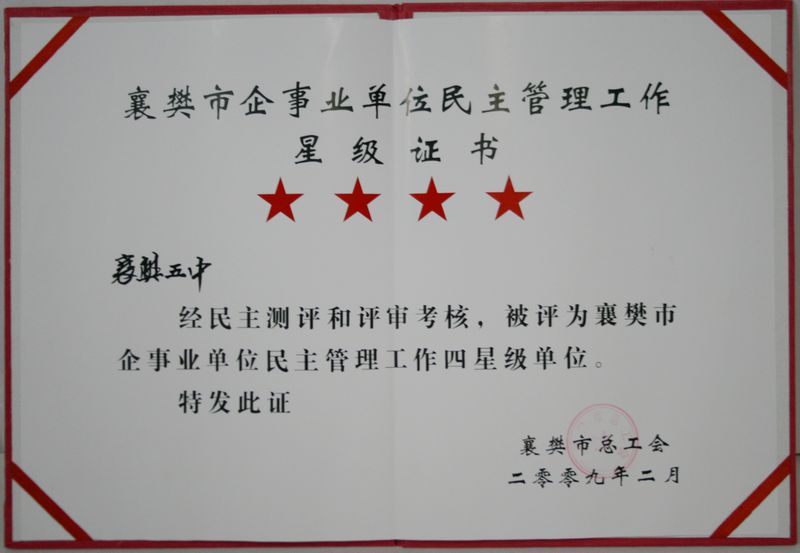 襄樊市企事业单位民主管理工作
星级证书
襄樊五中
经民主测评和评审考核，被评为襄樊市
企事业单位民主管理工作四星级单位。
特发此证
襄樊市总工会
二零零九年二月